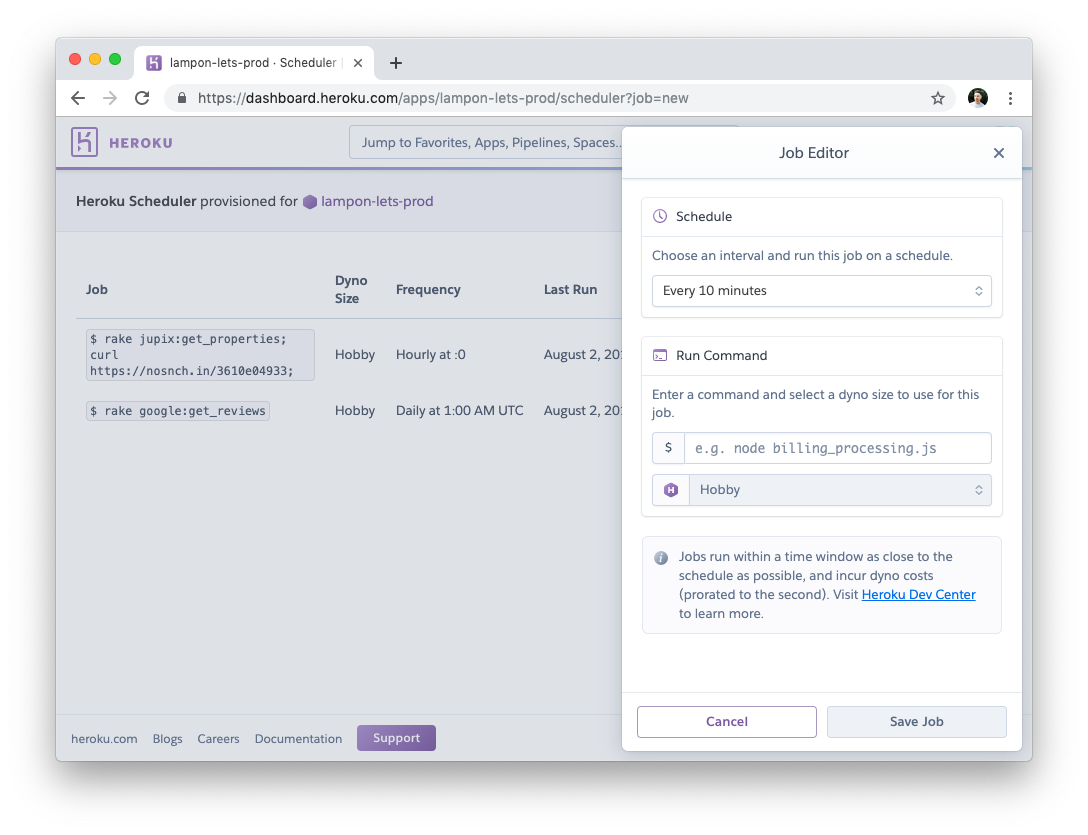 lampon-lets-prod · Scheduler
https://dashboard.heroku.com/apps/lampon-lets-prod/scheduler?job=new
HEROKU
Jump to Favorites, Apps, Pipelines, Spaces..
Heroku Scheduler provisioned for lampon-lets-prod
Job
Dyno
Size
Frequency
Last Run
$ rake jupix:get_properties;
curl
https://nosnch.in/3610e04933;
Hobby
Hourly at :0
August 2, 20
$ rake google:get_reviews
Hobby
Daily at 1:00 AM UTC
August 2, 20
heroku.com
Blogs
Careers
Documentation
Support
Job Editor
Schedule
Choose an interval and run this job on a schedule.
Every 10 minutes
Run Command
Enter a command and select a dyno size to use for this
job.
$
e.g. node billing_processing.js
H
Hobby
i
Jobs run within a time window as close to the
schedule as possible, and incur dyno costs
(prorated to the second). Visit Heroku Dev Center
to learn more.
Cancel
Save Job